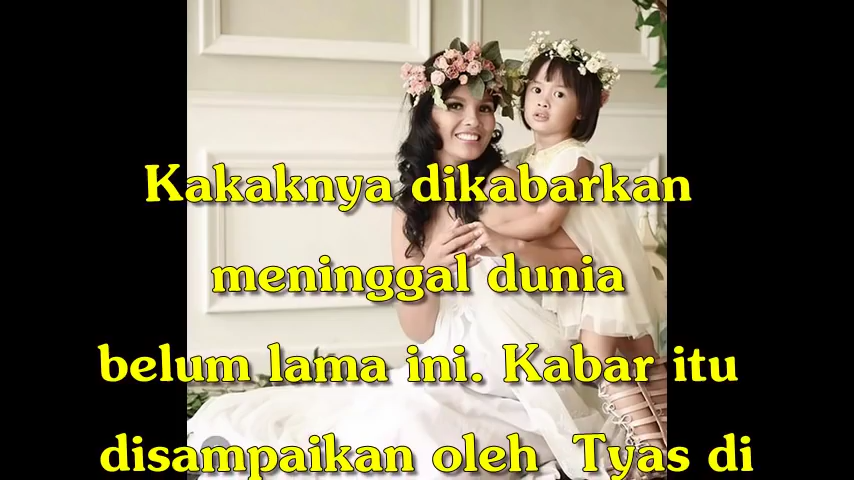 Kakaknya dikabarkan
meninggal dunia
belum lama ini. Kabar itu
disampaikan oleh Tyas di